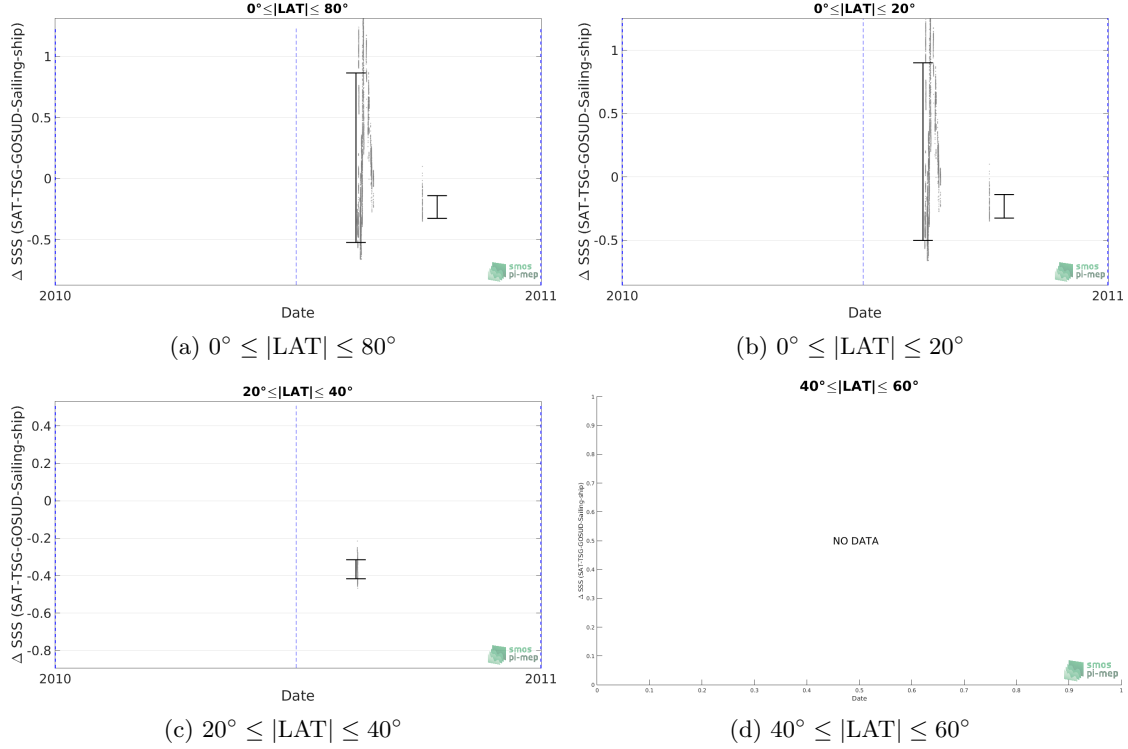 0°≤|LAT|≤ 80°
Δ SSS (SAT-TSG-GOSUD-Sailing-ship)
1
0.5
0
-0.5
2010
2011
Date
smos
pi-mep
(a) 0° ≤ |LAT| ≤ 80°
0°≤|LAT|≤ 20°
Δ SSS (SAT-TSG-GOSUD-Sailing-ship)
1
0.5
0
-0.5
2010
2011
Date
smos
pi-mep
(b) 0° ≤ |LAT| ≤ 20°
20°≤|LAT|≤ 40°
Δ SSS (SAT-TSG-GOSUD-Sailing-ship)
0.4
0.2
0
-0.2
-0.4
-0.6
-0.8
2010
2011
Date
smos
pi-mep
(c) 20° ≤ |LAT| ≤ 40°
40°≤|LAT|≤ 60°
Δ SSS (SAT-TSG-GOSUD-Sailing-ship)
1
0.9
0.8
0.7
0.6
0.5
0.4
0.3
0.2
0.1
0
NO DATA
0 0.1 0.2 0.3 0.4 0.5 0.6 0.7 0.8 0.9 1
Date
smos
pi-mep
(d) 40° ≤ |LAT| ≤ 60°